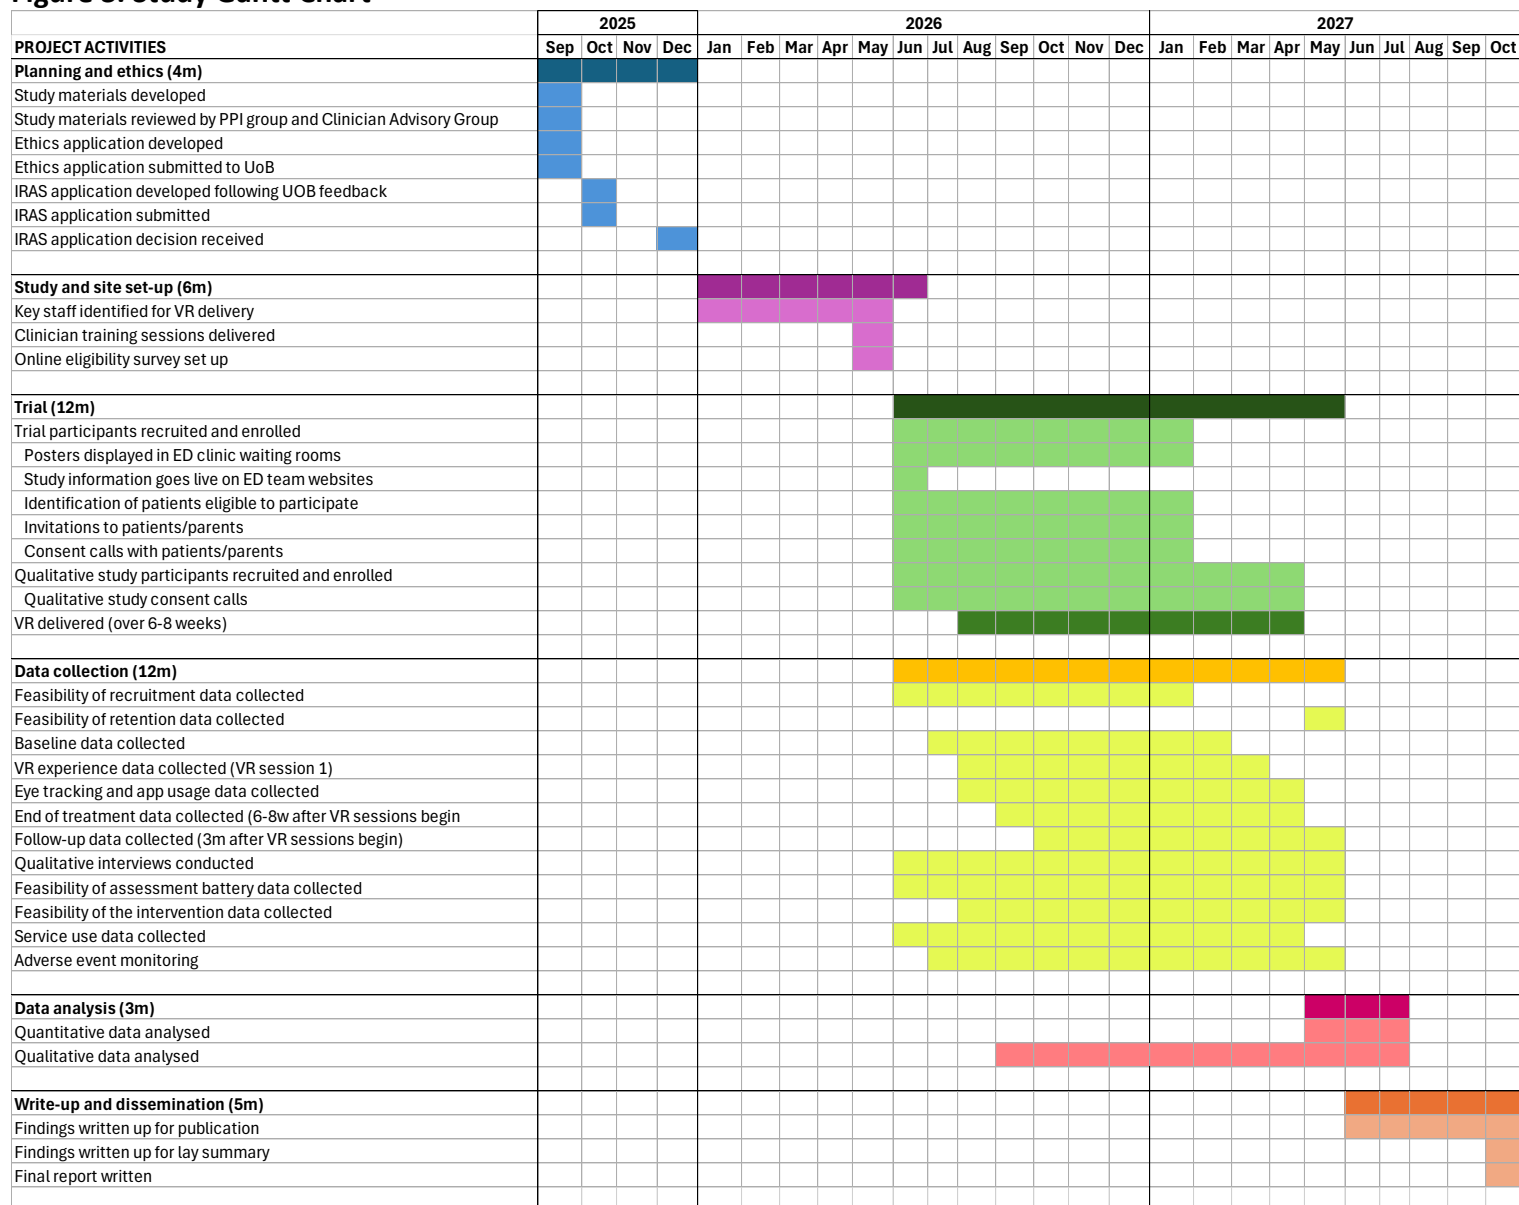 Figure 3. Study Gantt Chart
2025 2026 2027
PROJECT ACTIVITIES Sep Oct Nov Dec Jan Feb Mar Apr May Jun Jul Aug Sep Oct Nov Dec Jan Feb Mar Apr May Jun Jul Aug Sep Oct
Planning and ethics (4m)
Study materials developed
Study materials reviewed by PPI group and Clinician Advisory Group
Ethics application developed
Ethics application submitted to UoB
IRAS application developed following UOB feedback
IRAS application submitted
IRAS application decision received
Study and site set-up (6m)
Key staff identified for VR delivery
Clinician training sessions delivered
Online eligibility survey set up
Trial (12m)
Trial participants recruited and enrolled
Posters displayed in ED clinic waiting rooms
Study information goes live on ED team websites
Identification of patients eligible to participate
Invitations to patients/parents
Consent calls with patients/parents
Qualitative study participants recruited and enrolled
Qualitative study consent calls
VR delivered (over 6-8 weeks)
Data collection (12m)
Feasibility of recruitment data collected
Feasibility of retention data collected
Baseline data collected
VR experience data collected (VR session 1)
Eye tracking and app usage data collected
End of treatment data collected (6-8w after VR sessions begin
Follow-up data collected (3m after VR sessions begin)
Qualitative interviews conducted
Feasibility of assessment battery data collected
Feasibility of the intervention data collected
Service use data collected
Adverse event monitoring
Data analysis (3m)
Quantitative data analysed
Qualitative data analysed
Write-up and dissemination (5m)
Findings written up for publication
Findings written up for lay summary
Final report written